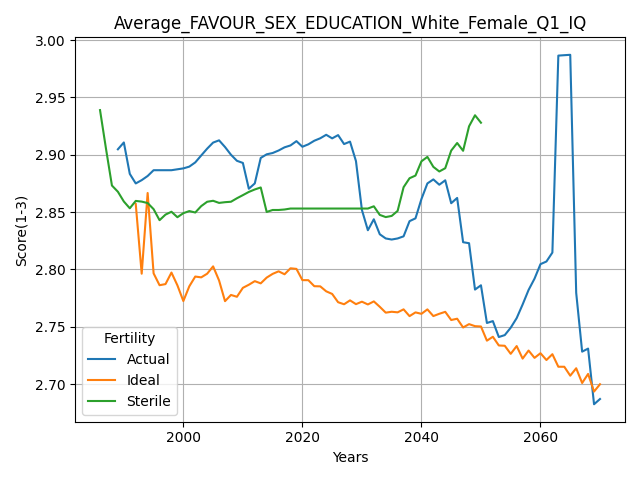 Average_FAVOUR_SEX_EDUCATION_White_Female_Q1_IQ
3.00
2.95
2.90
2.85
2.80
2.75
2.70
Score(1-3)
Fertility
Actual
Ideal
Sterile
2000
2020
2040
2060
Years